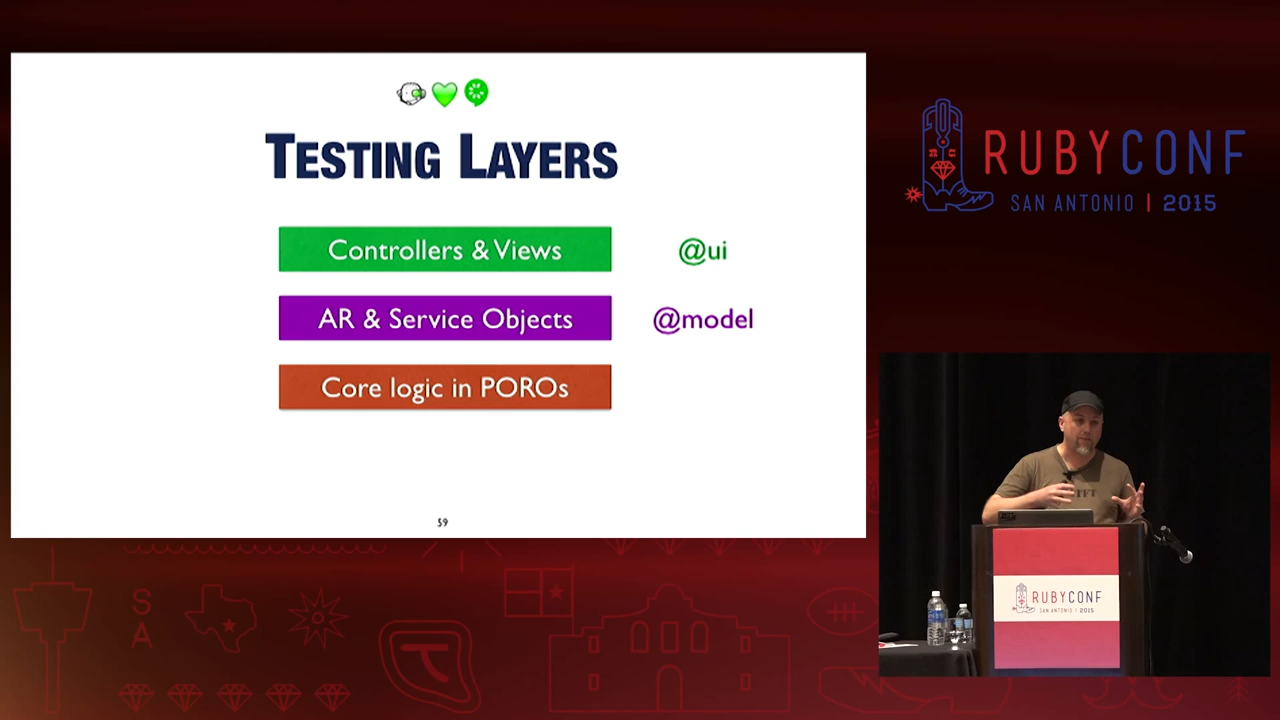 TESTING LAYERS
Controllers & Views
@ui
AR & Service Objects
@model
Core logic in POROs
59
RUBYCONF
SAN ANTONIO | 2015
RUBYCONF
SAN ANTONIO | 2015
S
A